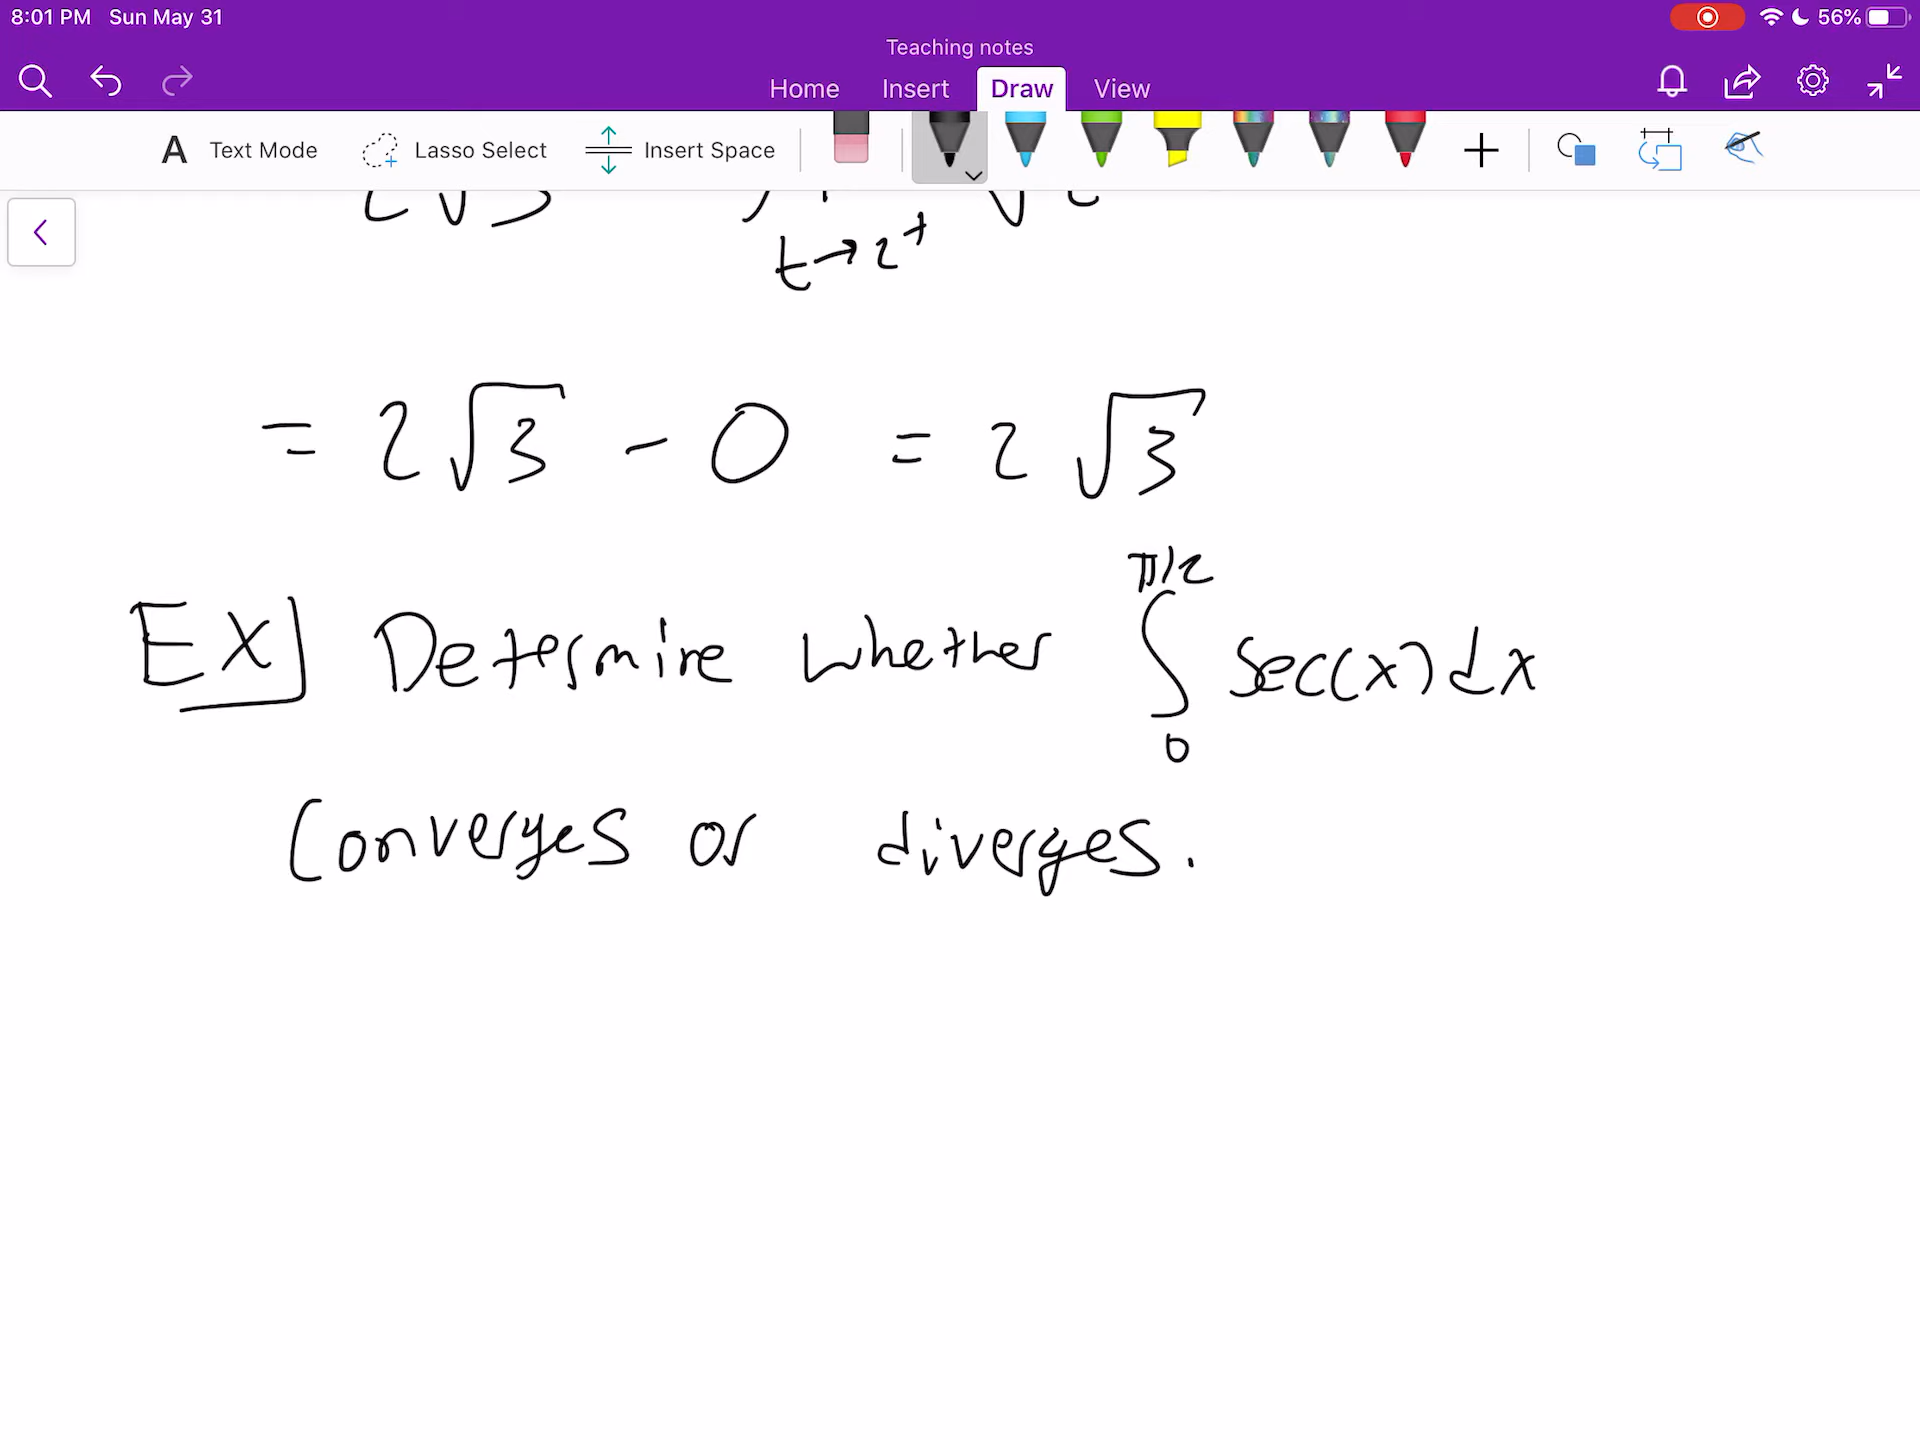 8:01 PM Sun May 31
56%
Teaching notes
Home Insert Draw View
A Text Mode Lasso Select Insert Space
t→2⁺
= 2√3 - 0 = 2√3
EX] Determine whether ∫₀^{π/2} sec(x)dx
Converges or diverges.